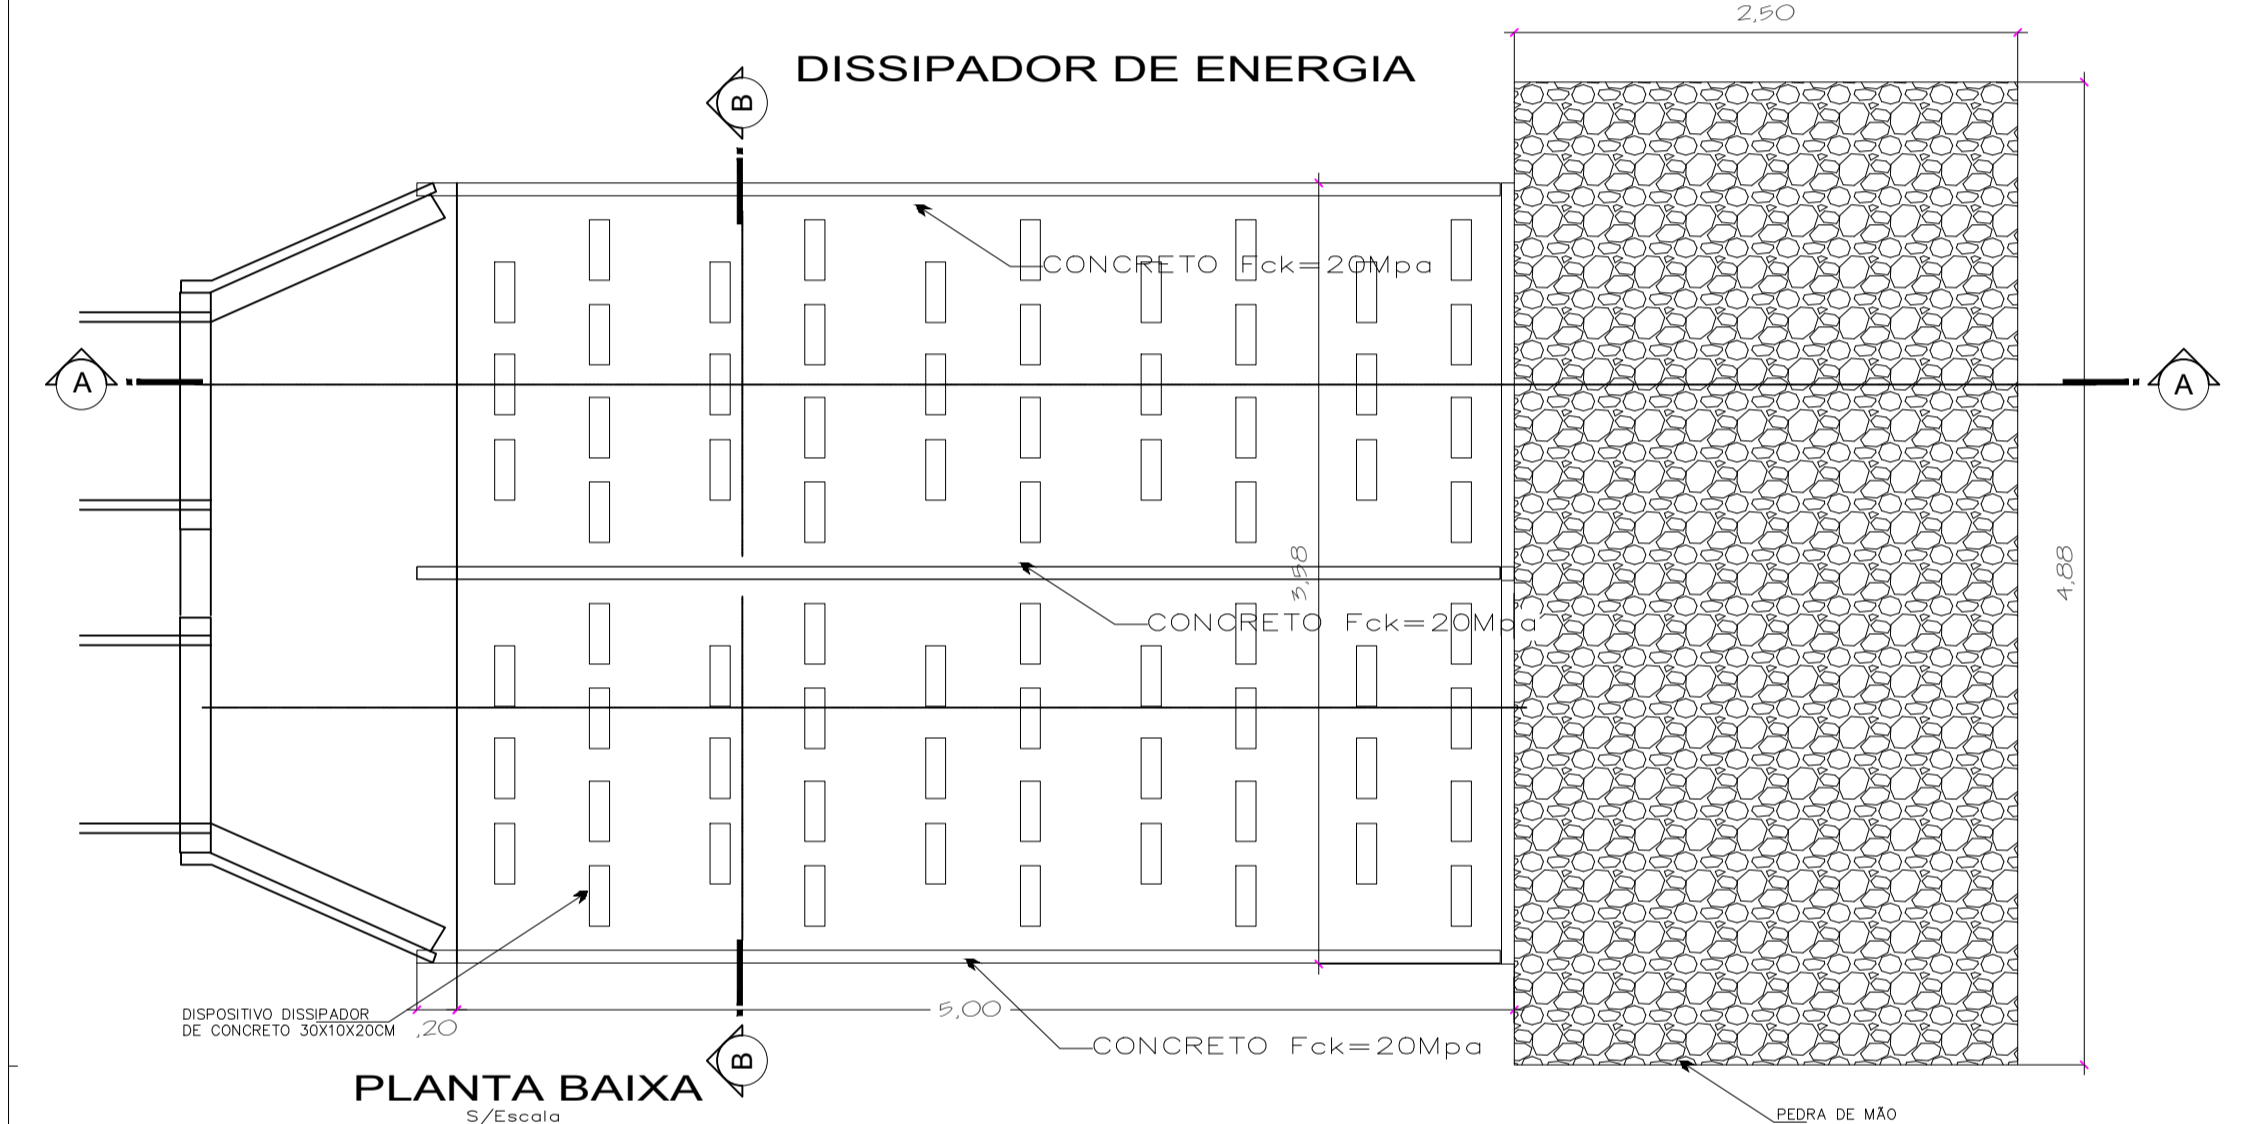 2,50
DISSIPADOR DE ENERGIA
B
CONCRETO Fck=20Mpa
A
A
3,58
4,88
CONCRETO Fck=20Mpa
DISPOSITIVO DISSIPADOR
DE CONCRETO 30X10X20CM
,20
5,00
CONCRETO Fck=20Mpa
B
PLANTA BAIXA
S/Escala
PEDRA DE MÃO